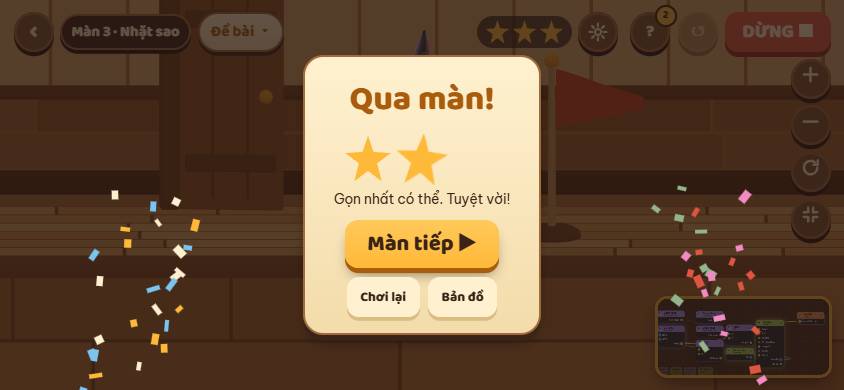 Màn 3 · Nhặt sao
Đề bài
2
?
DỪNG
Qua màn!
Gọn nhất có thể. Tuyệt vời!
Màn tiếp
Chơi lại
Bản đồ